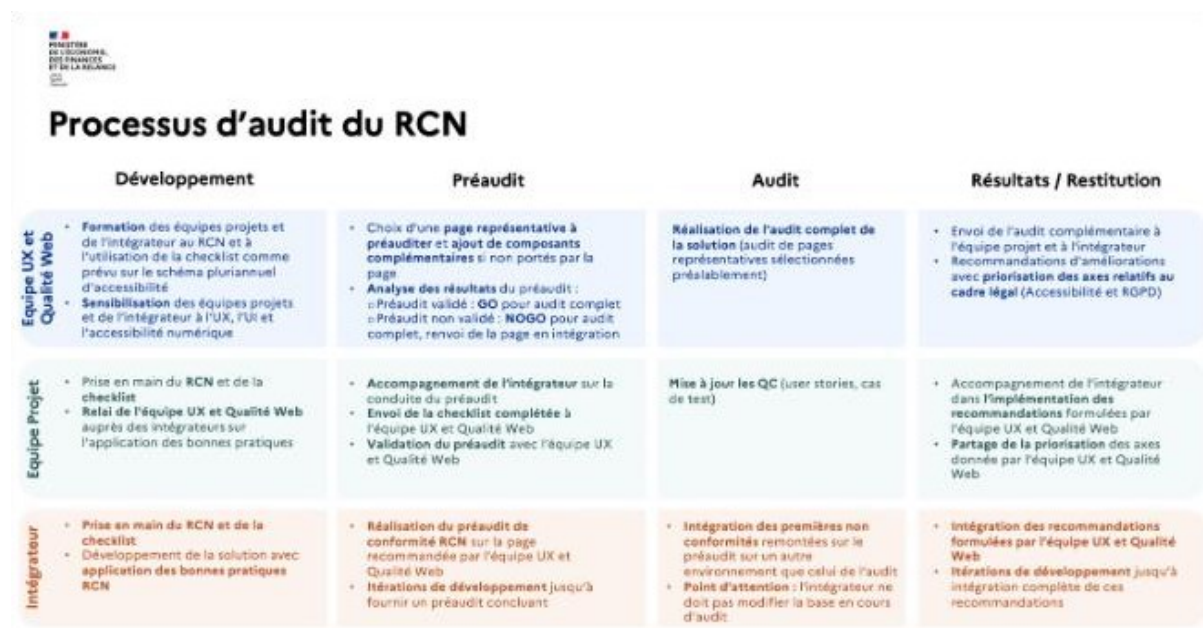 MINISTÈRE
DE L'ÉCONOMIE,
DES FINANCES
ET DE LA RELANCE
Processus d'audit du RCN
Développement
Préaudit
Audit
Résultats / Restitution
Equipe UX et
Qualité Web
• Formation des équipes projets et
de l'intégrateur au RCN et à
l'utilisation de la checklist comme
prévu sur le schéma pluriannuel
d'accessibilité
• Sensibilisation des équipes projets
et de l'intégrateur à l'UX, l'UI et
l'accessibilité numérique
• Choix d'une page représentative à
préauditer et ajout de composants
complémentaires si non portés par la
page
• Analyse des résultats du préaudit :
o Préaudit validé : GO pour audit complet
o Préaudit non validé : NOGO pour audit
complet, renvoi de la page en intégration
Réalisation de l'audit complet de
la solution (audit de pages
représentatives sélectionnées
préalablement)
• Envoi de l'audit complémentaire à
l'équipe projet et à l'intégrateur
• Recommandations d'améliorations
avec priorisation des axes relatifs au
cadre légal (Accessibilité et RGPD)
Equipe Projet
• Prise en main du RCN et de la
checklist
• Relai de l'équipe UX et Qualité Web
auprès des intégrateurs sur
l'application des bonnes pratiques
• Accompagnement de l'intégrateur sur la
conduite du préaudit
• Envoi de la checklist complétée à
l'équipe UX et Qualité Web
• Validation du préaudit avec l'équipe UX
et Qualité Web
Mise à jour les QC (user stories, cas
de test)
• Accompagnement de l'intégrateur
dans l'implémentation des
recommandations formulées par
l'équipe UX et Qualité Web
• Partage de la priorisation des axes
donnée par l'équipe UX et Qualité
Web
Intégrateur
• Prise en main du RCN et de la
checklist
• Développement de la solution avec
application des bonnes pratiques
RCN
• Réalisation du préaudit de
conformité RCN sur la page
recommandée par l'équipe UX et
Qualité Web
• Itérations de développement jusqu'à
fournir un préaudit concluant
• Intégration des premières non
conformités remontées sur le
préaudit sur un autre
environnement que celui de l'audit
• Point d'attention : l'intégrateur ne
doit pas modifier la base en cours
d'audit
• Intégration des recommandations
formulées par l'équipe UX et Qualité
Web
• Itérations de développement jusqu'à
intégration complète de ces
recommandations